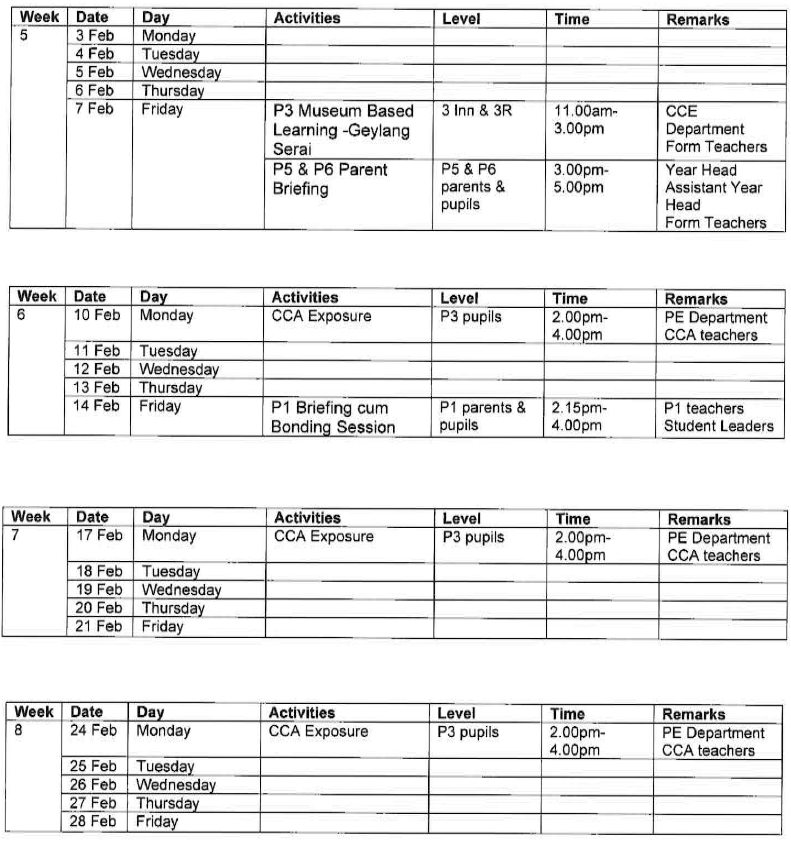 Week Date Day Activities Level Time Remarks
5 3 Feb Monday
4 Feb Tuesday
5 Feb Wednesday
6 Feb Thursday
7 Feb Friday P3 Museum Based 3 Inn & 3R 11.00am- CCE
Learning -Geylang 3.00pm Department
Serai Form Teachers
P5 & P6 Parent P5 & P6 3.00pm- Year Head
Briefing parents & 5.00pm Assistant Year
pupils Head
Form Teachers
Week Date Day Activities Level Time Remarks
6 10 Feb Monday CCA Exposure P3 pupils 2.00pm- PE Department
4.00pm CCA teachers
11 Feb Tuesday
12 Feb Wednesday
13 Feb Thursday
14 Feb Friday P1 Briefing cum P1 parents & 2.15pm- P1 teachers
Bonding Session pupils 4.00pm Student Leaders
Week Date Day Activities Level Time Remarks
7 17 Feb Monday CCA Exposure P3 pupils 2.00pm- PE Department
4.00pm CCA teachers
18 Feb Tuesday
19 Feb Wednesday
20 Feb Thursday
21 Feb Friday
Week Date Day Activities Level Time Remarks
8 24 Feb Monday CCA Exposure P3 pupils 2.00pm- PE Department
4.00pm CCA teachers
25 Feb Tuesday
26 Feb Wednesday
27 Feb Thursday
28 Feb Friday